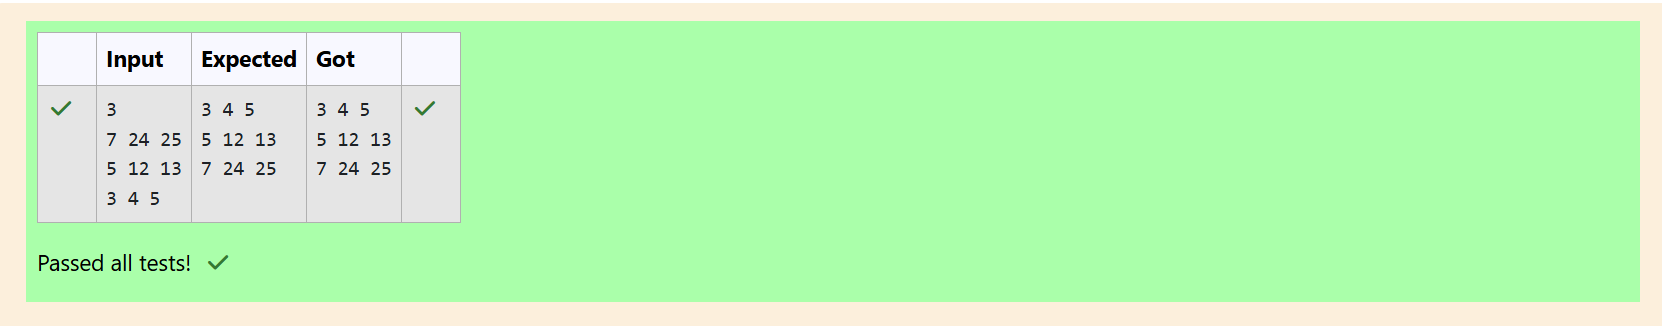 Input Expected Got
3 3 4 5 3 4 5
7 24 25 5 12 13 5 12 13
5 12 13 7 24 25 7 24 25
3 4 5
Passed all tests!